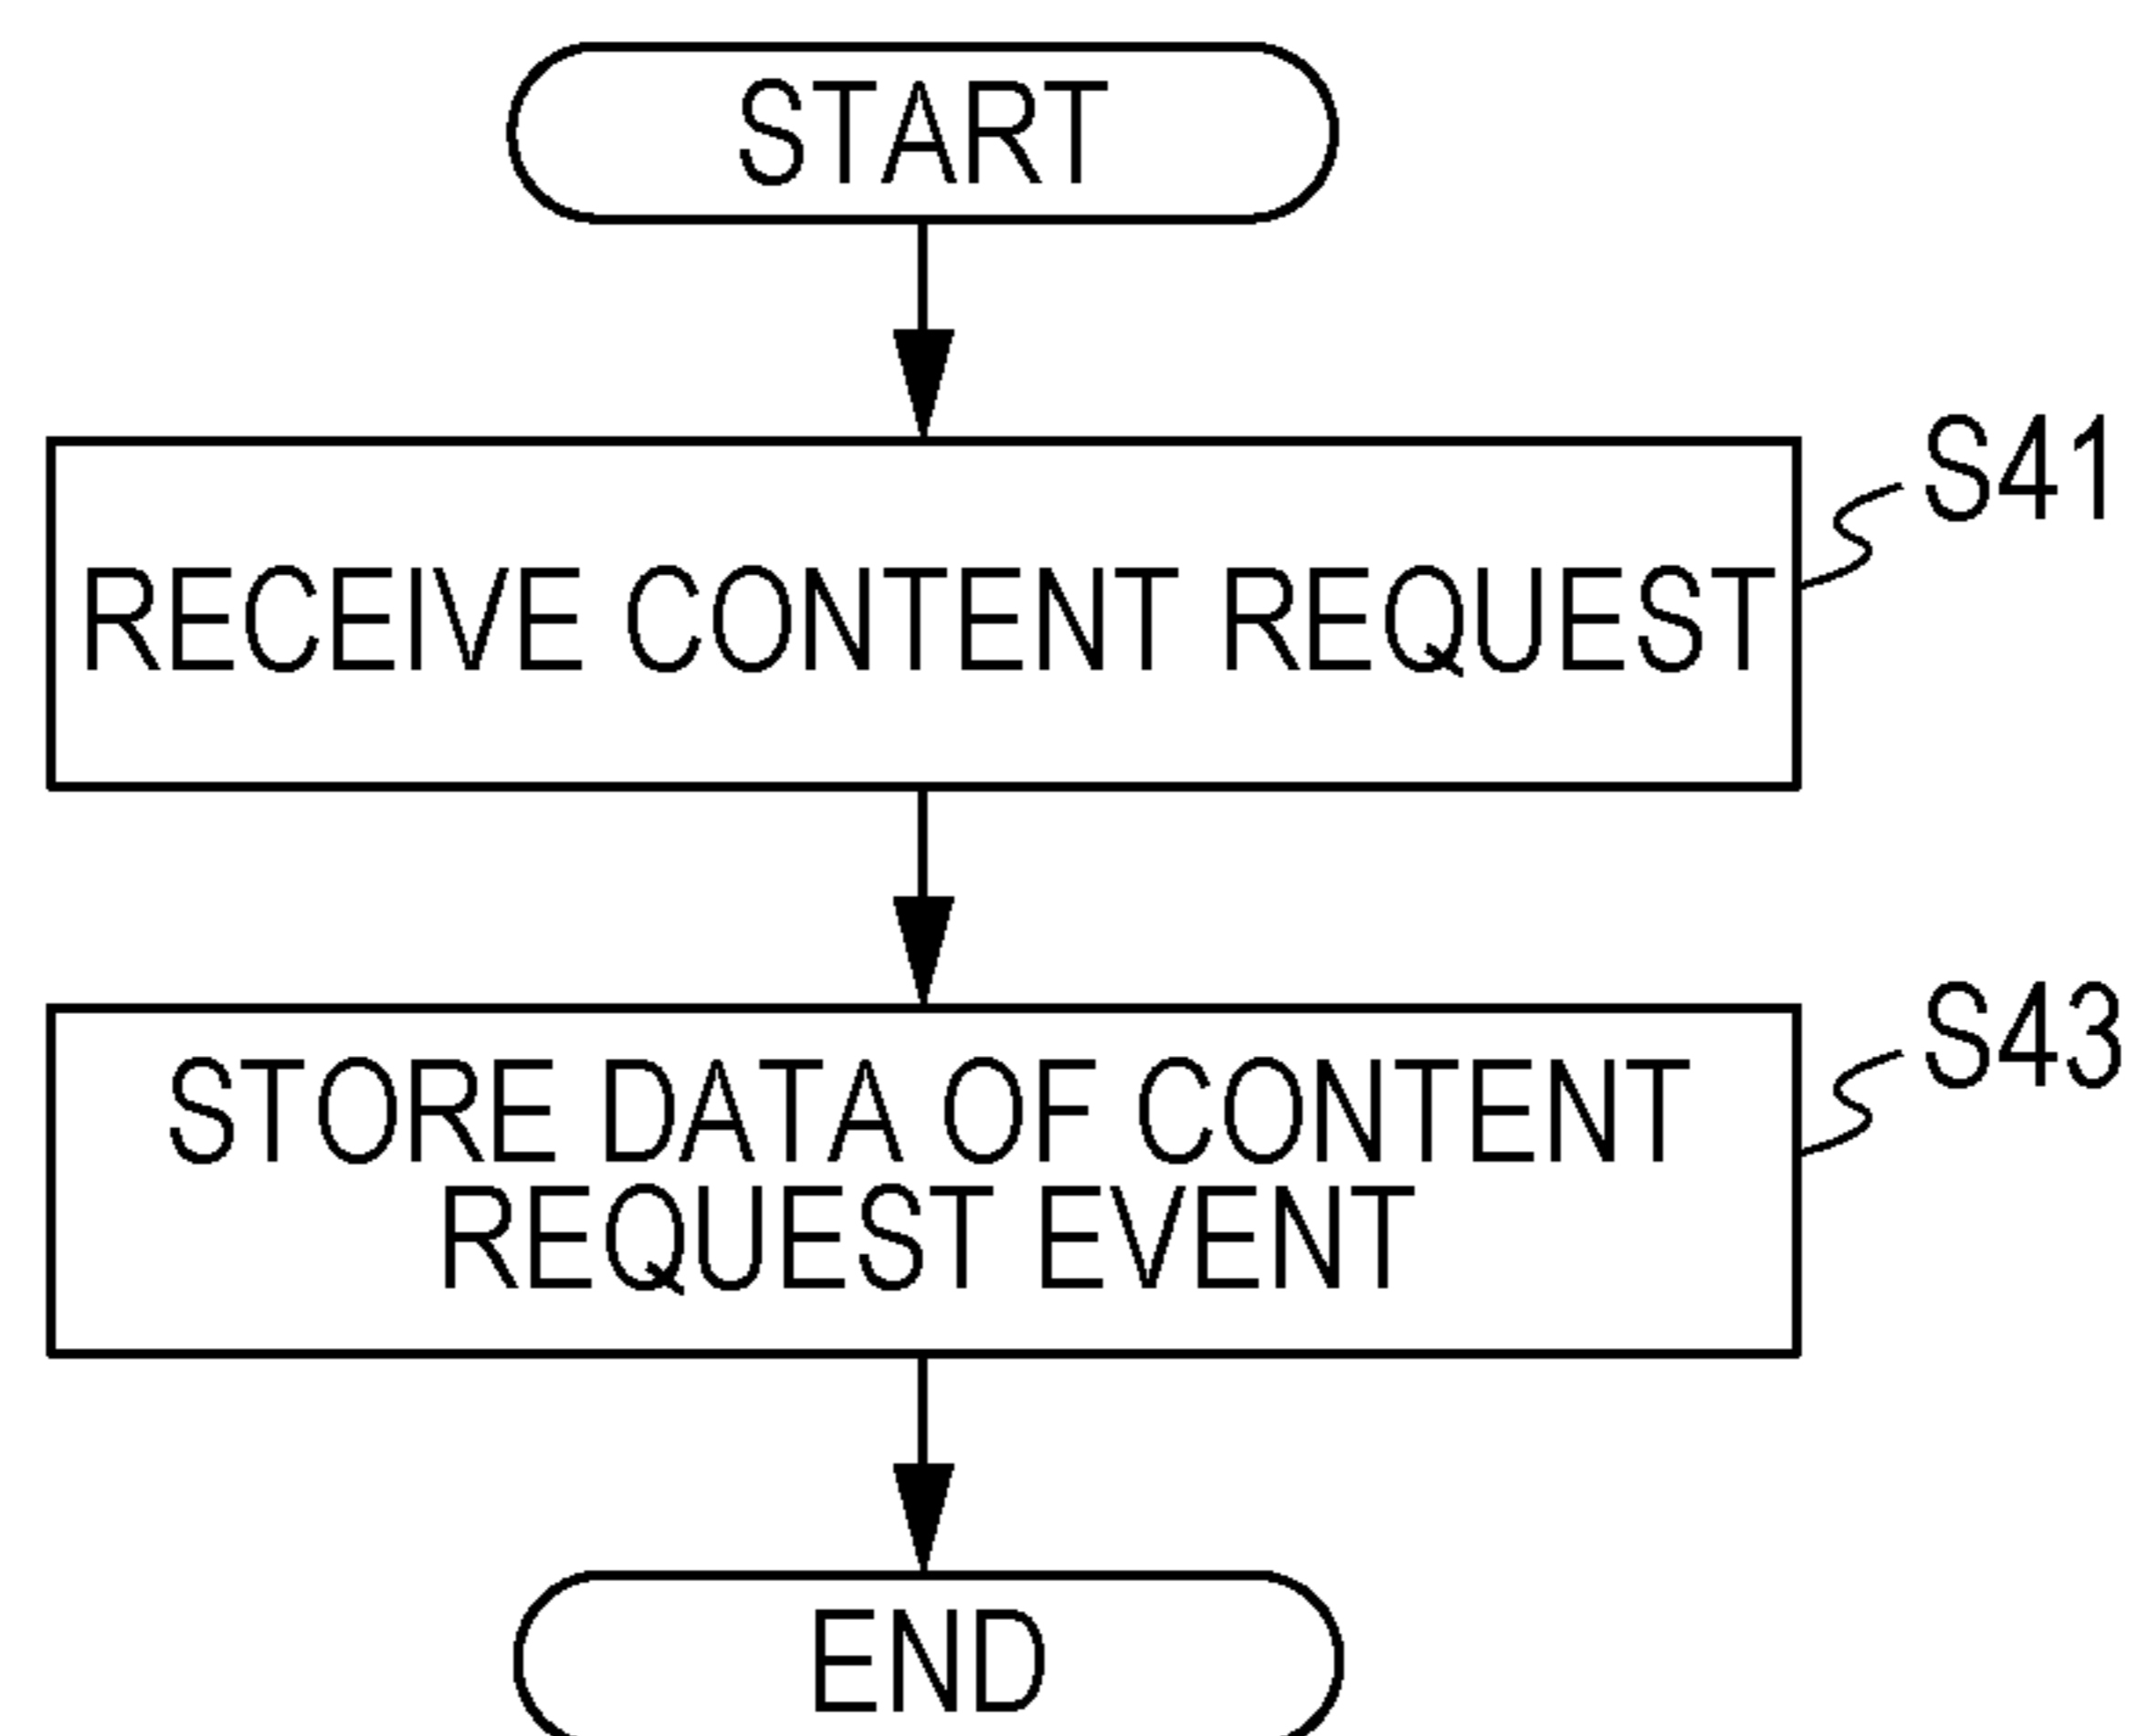 START
S41
RECEIVE CONTENT REQUEST
S43
STORE DATA OF CONTENT
REQUEST EVENT
END